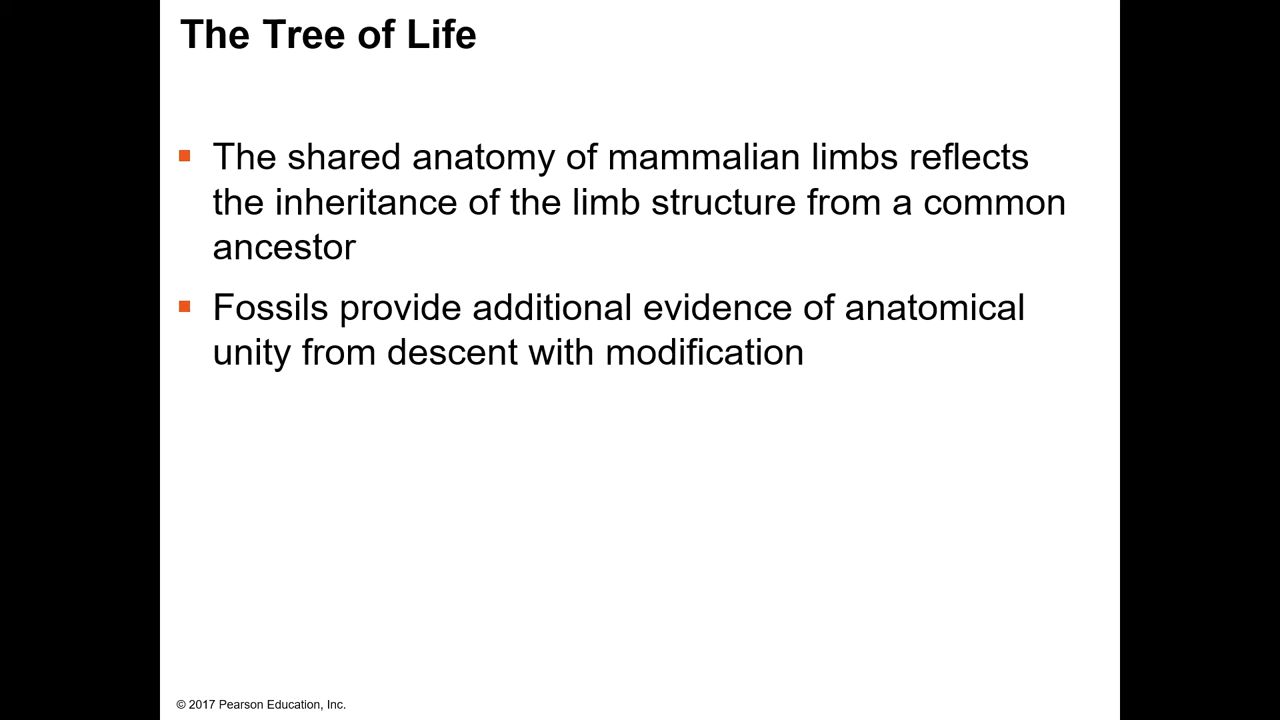 The Tree of Life
The shared anatomy of mammalian limbs reflects
the inheritance of the limb structure from a common
ancestor
Fossils provide additional evidence of anatomical
unity from descent with modification
© 2017 Pearson Education, Inc.